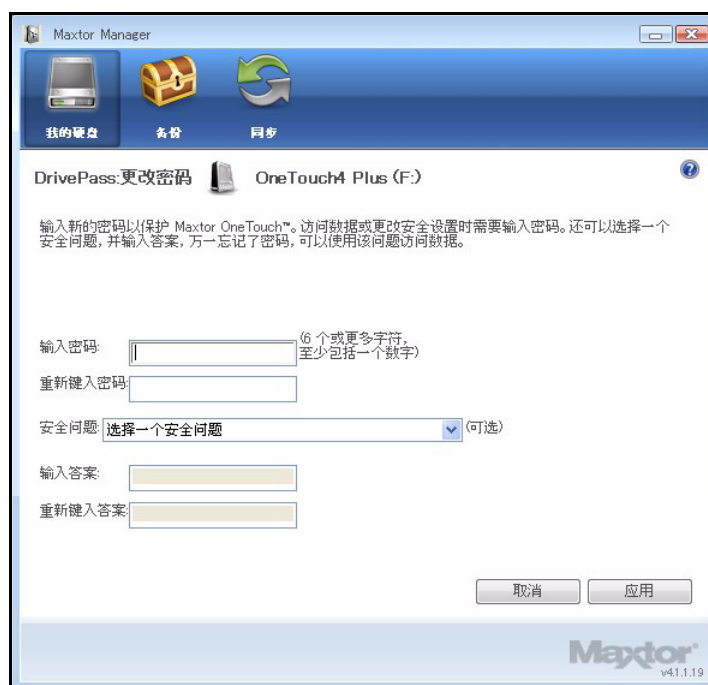 Maxtor Manager
我的硬盘 备份 同步
DrivePass:更改密码 OneTouch4 Plus (F:)
输入新的密码以保护 Maxtor OneTouch™。访问数据或更改安全设置时需要输入密码。还可以选择一个
安全问题, 并输入答案, 万一忘记了密码, 可以使用该问题访问数据。
输入密码: (6 个或更多字符,
至少包括一个数字)
重新键入密码:
安全问题: 选择一个安全问题 (可选)
输入答案:
重新键入答案:
取消 应用
Maxtor
v4.1.1.19